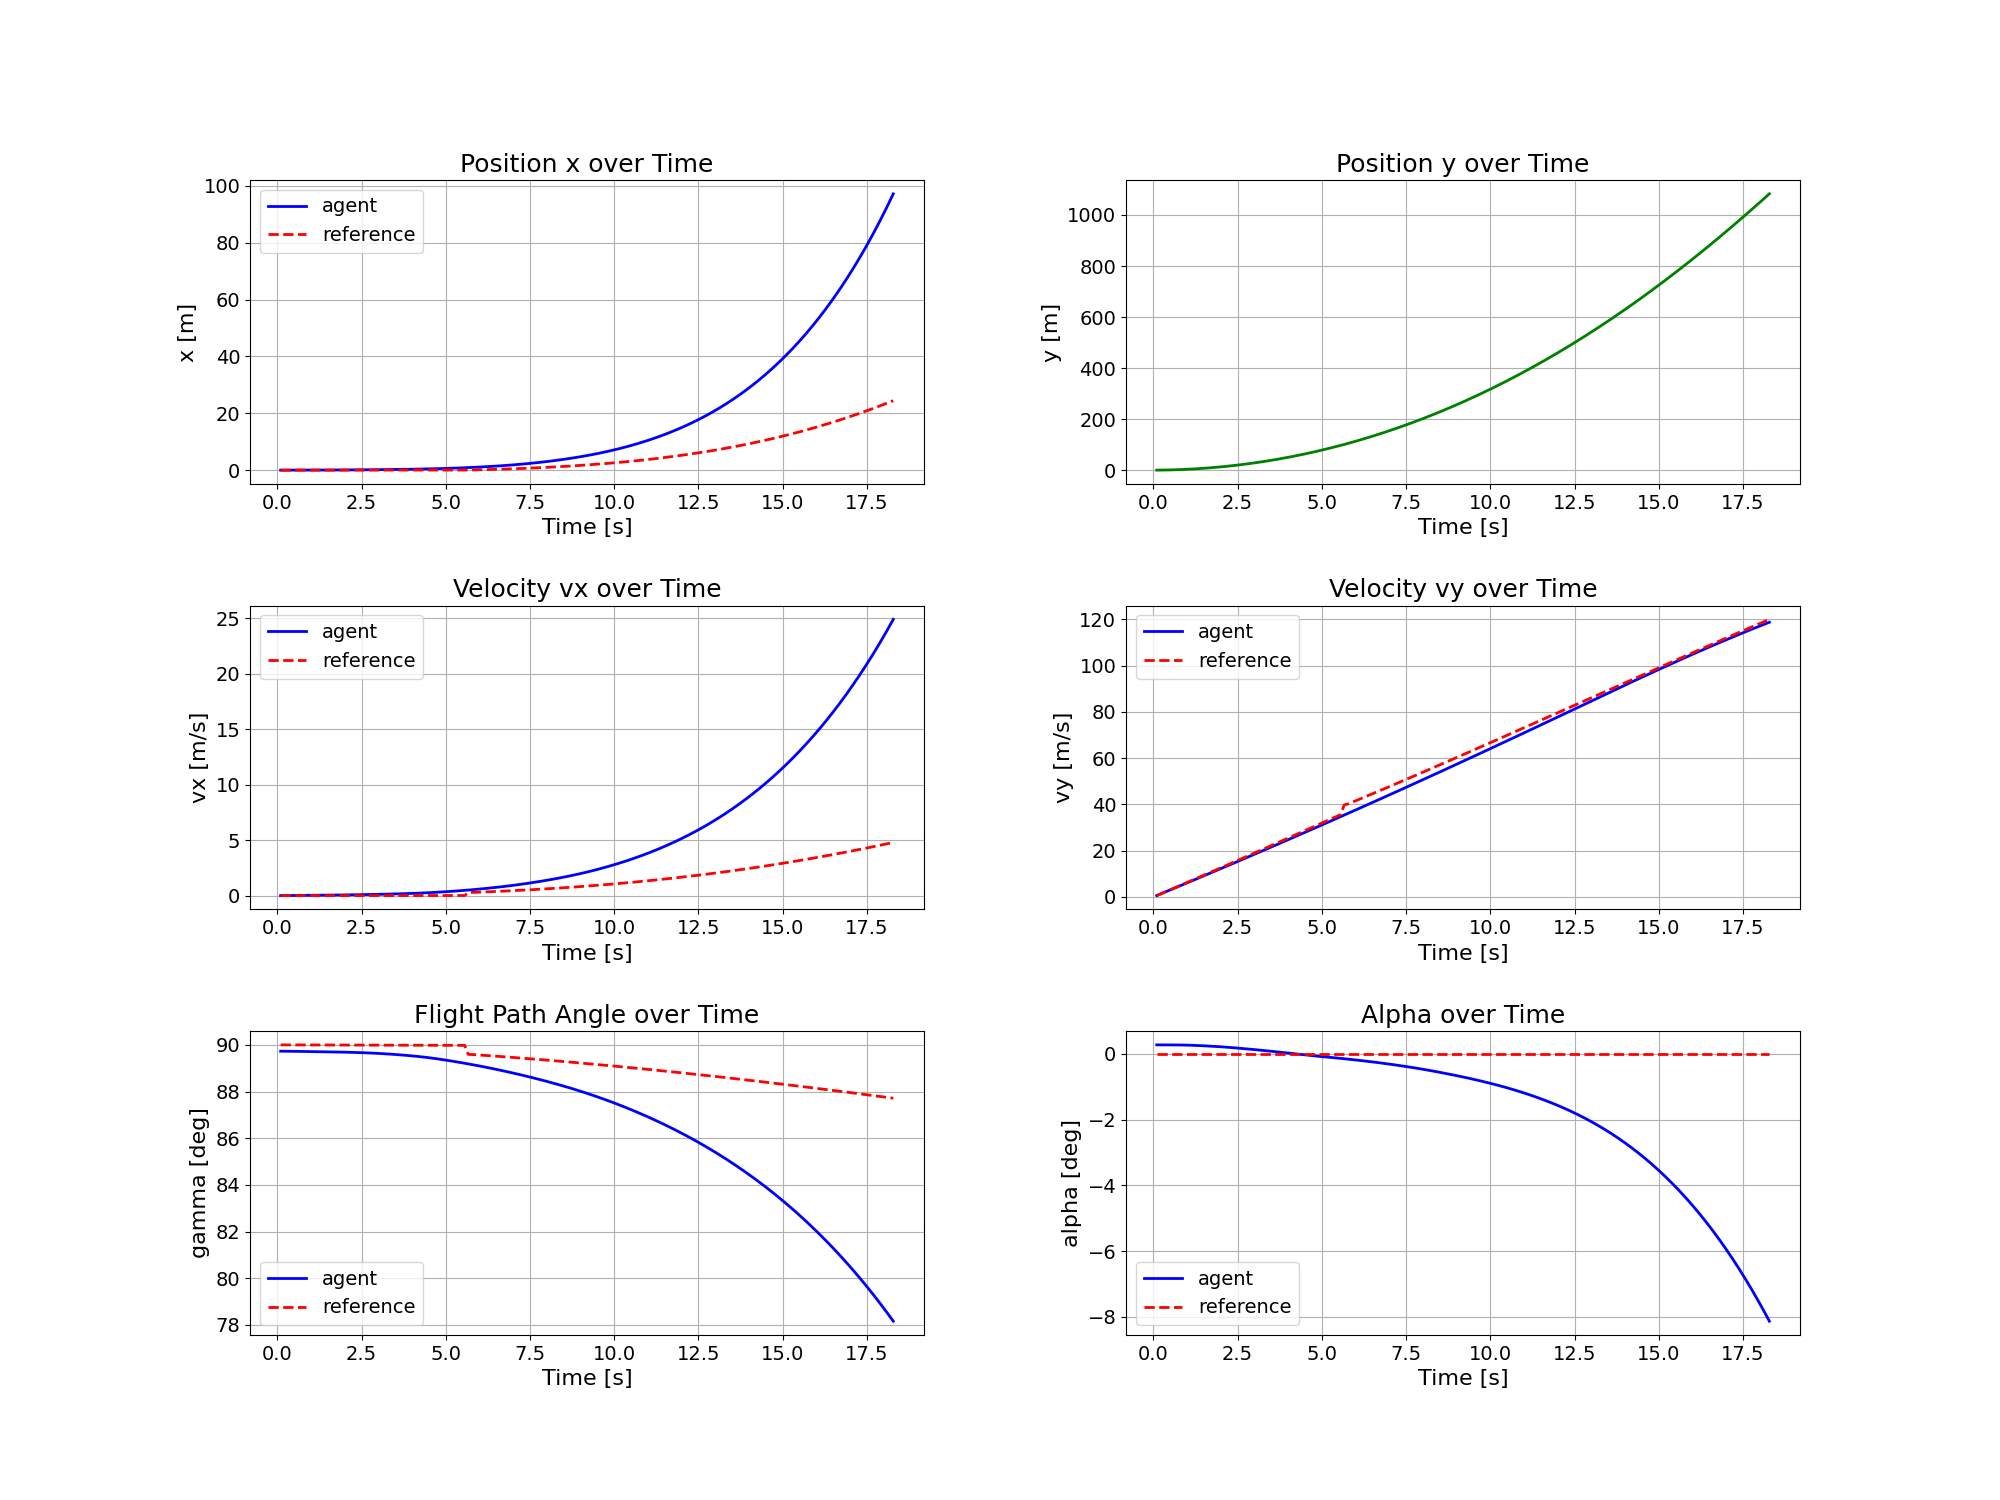 Position x over Time
100
80
60
40
20
0
x [m]
agent
reference
0.0 2.5 5.0 7.5 10.0 12.5 15.0 17.5
Time [s]
Position y over Time
1000
800
600
400
200
0
y [m]
0.0 2.5 5.0 7.5 10.0 12.5 15.0 17.5
Time [s]
Velocity vx over Time
25
20
15
10
5
0
vx [m/s]
agent
reference
0.0 2.5 5.0 7.5 10.0 12.5 15.0 17.5
Time [s]
Velocity vy over Time
120
100
80
60
40
20
0
vy [m/s]
agent
reference
0.0 2.5 5.0 7.5 10.0 12.5 15.0 17.5
Time [s]
Flight Path Angle over Time
90
88
86
84
82
80
78
gamma [deg]
agent
reference
0.0 2.5 5.0 7.5 10.0 12.5 15.0 17.5
Time [s]
Alpha over Time
0
−2
−4
−6
−8
alpha [deg]
agent
reference
0.0 2.5 5.0 7.5 10.0 12.5 15.0 17.5
Time [s]